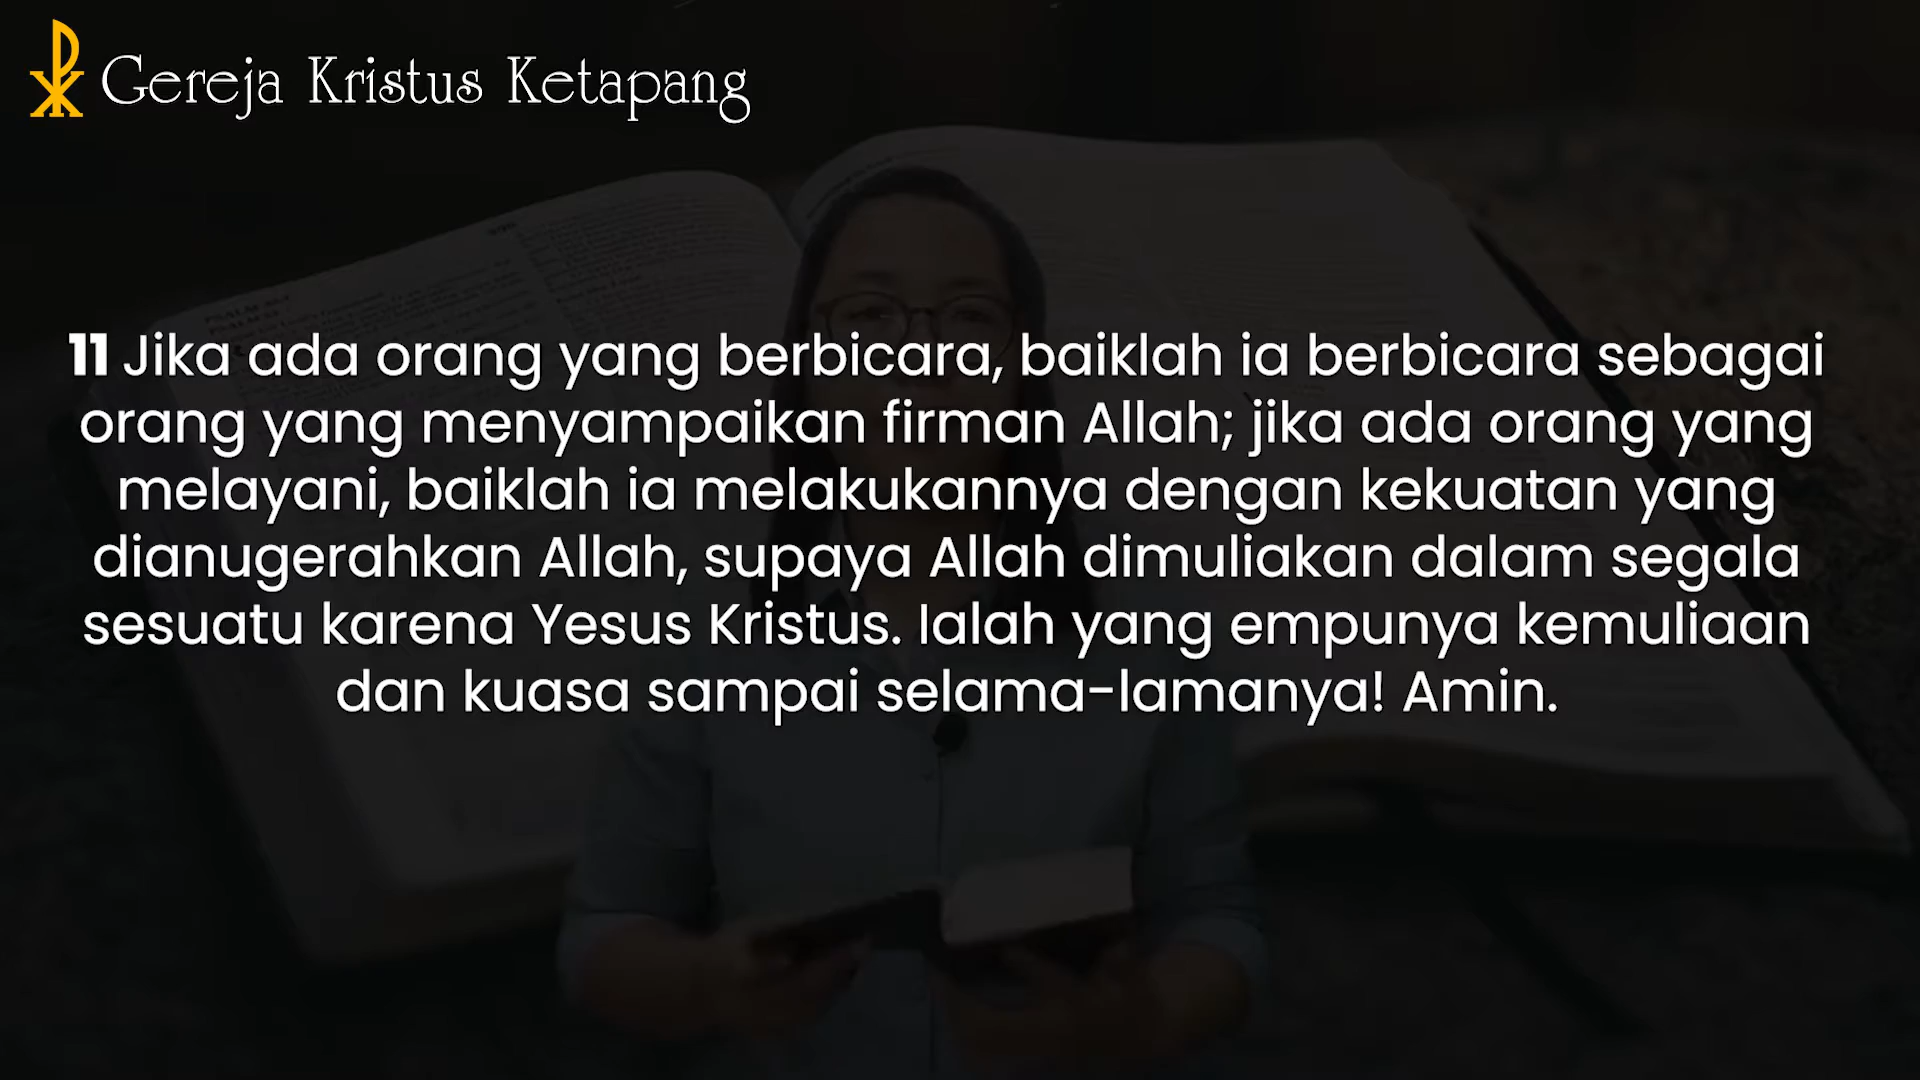 Gereja Kristus Ketapang
11 Jika ada orang yang berbicara, baiklah ia berbicara sebagai
orang yang menyampaikan firman Allah; jika ada orang yang
melayani, baiklah ia melakukannya dengan kekuatan yang
dianugerahkan Allah, supaya Allah dimuliakan dalam segala
sesuatu karena Yesus Kristus. Ialah yang empunya kemuliaan
dan kuasa sampai selama-lamanya! Amin.